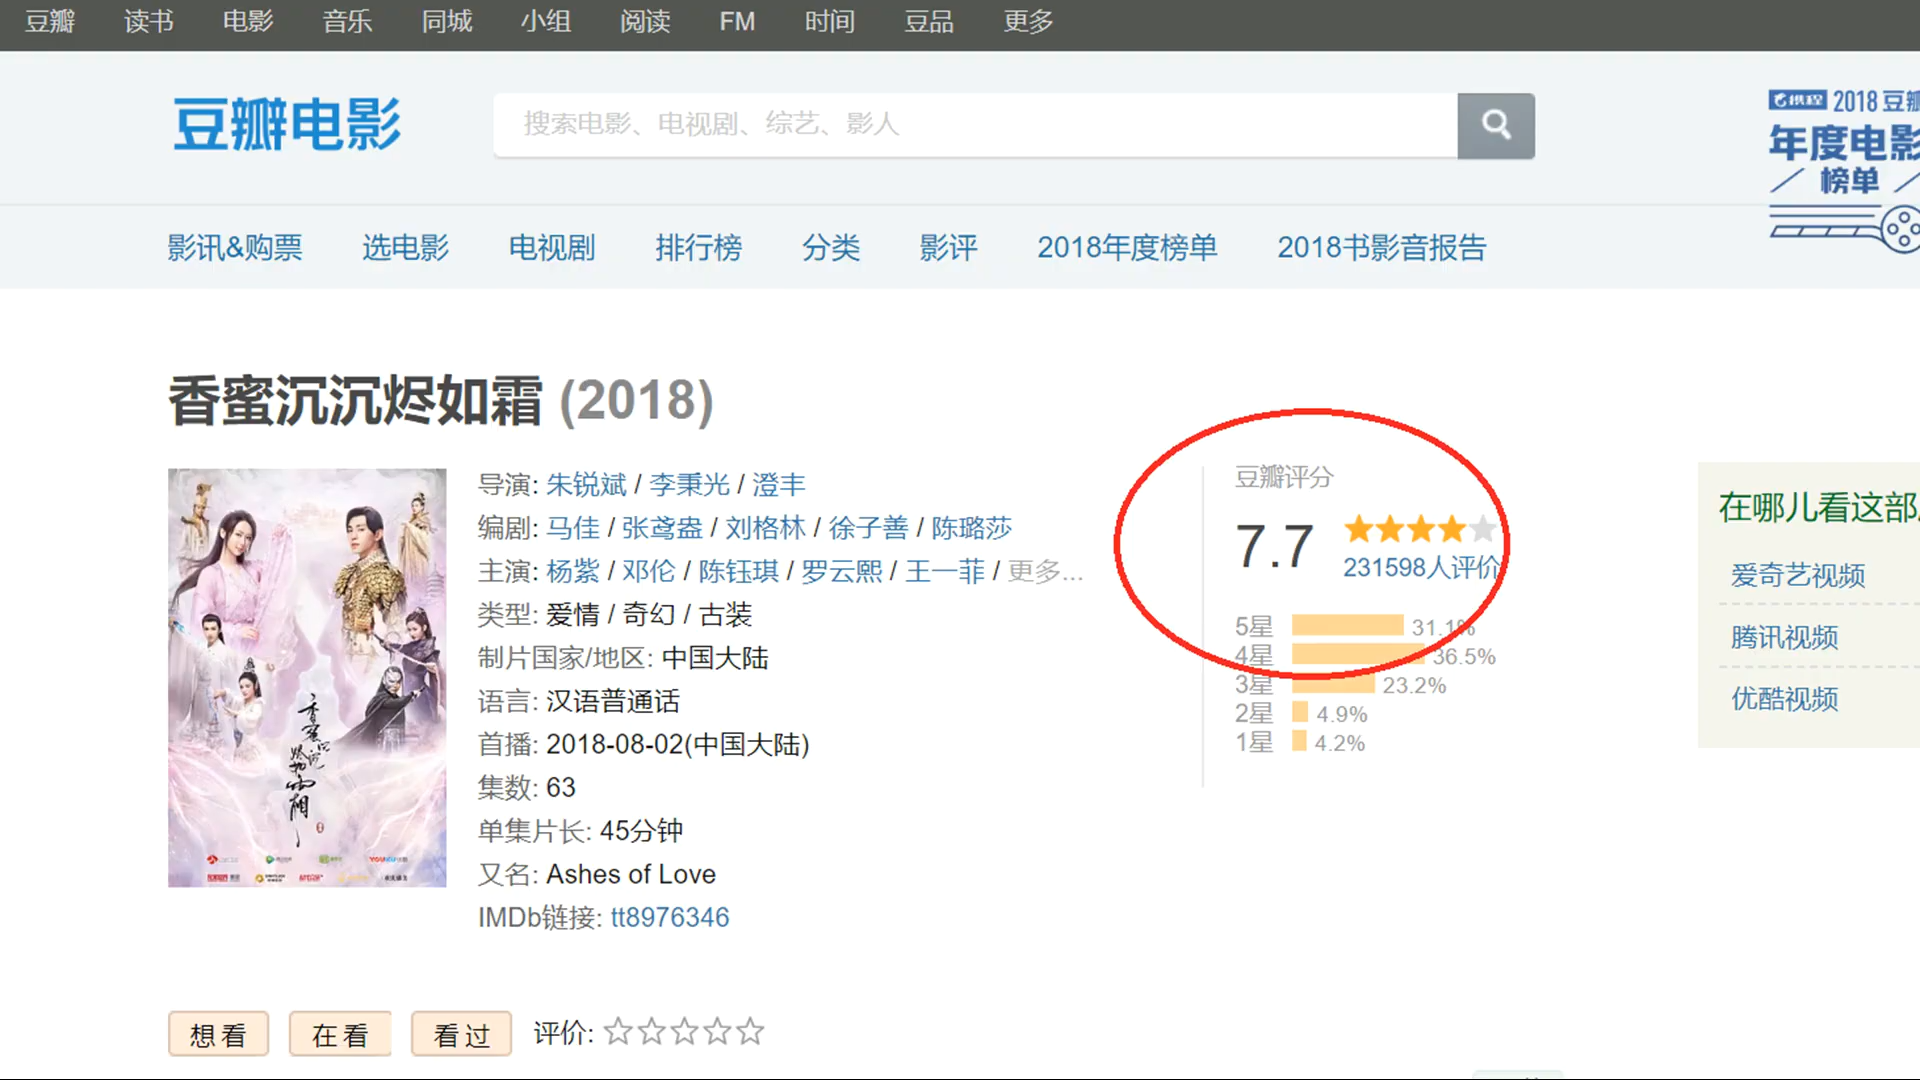 豆瓣 读书 电影 音乐 同城 小组 阅读 FM 时间 豆品 更多
豆瓣电影
搜索电影、电视剧、综艺、影人
携程 2018 豆瓣
年度电影
榜单
影讯&购票 选电影 电视剧 排行榜 分类 影评 2018年度榜单 2018书影音报告
香蜜沉沉烬如霜 (2018)
导演: 朱锐斌 / 李秉光 / 澄丰
编剧: 马佳 / 张鸢盎 / 刘格林 / 徐子善 / 陈璐莎
主演: 杨紫 / 邓伦 / 陈钰琪 / 罗云熙 / 王一菲 / 更多...
类型: 爱情 / 奇幻 / 古装
制片国家/地区: 中国大陆
语言: 汉语普通话
首播: 2018-08-02(中国大陆)
集数: 63
单集片长: 45分钟
又名: Ashes of Love
IMDb链接: tt8976346
豆瓣评分
7.7
231598人评价
5星 31.1%
4星 36.5%
3星 23.2%
2星 4.9%
1星 4.2%
在哪儿看这部
爱奇艺视频
腾讯视频
优酷视频
想看 在看 看过 评价: